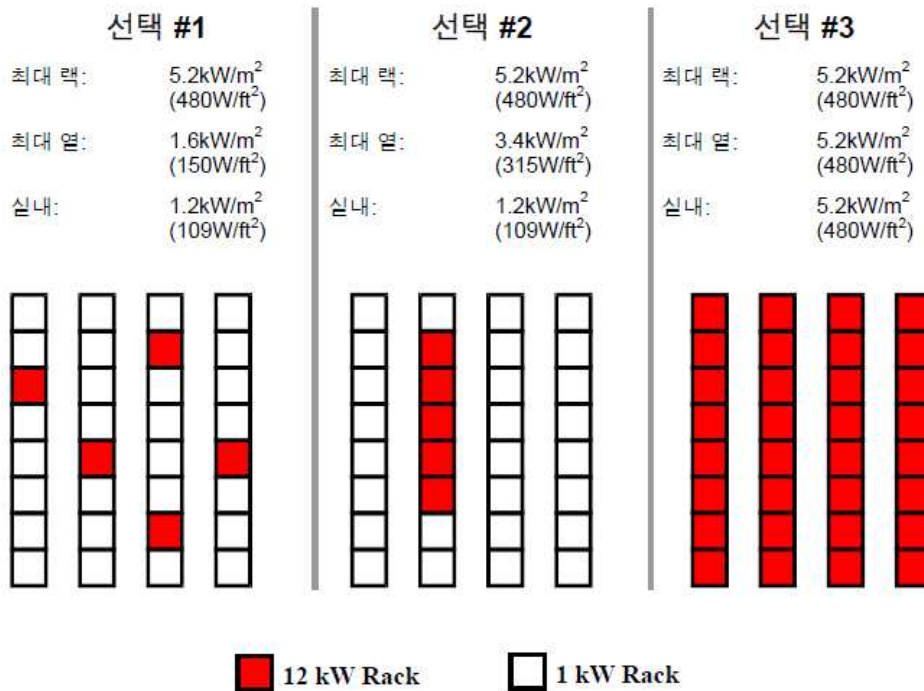 선택 #1
최대 랙: 5.2kW/m²
(480W/ft²)
최대 열: 1.6kW/m²
(150W/ft²)
실내: 1.2kW/m²
(109W/ft²)
선택 #2
최대 랙: 5.2kW/m²
(480W/ft²)
최대 열: 3.4kW/m²
(315W/ft²)
실내: 1.2kW/m²
(109W/ft²)
선택 #3
최대 랙: 5.2kW/m²
(480W/ft²)
최대 열: 5.2kW/m²
(480W/ft²)
실내: 5.2kW/m²
(480W/ft²)
12 kW Rack
1 kW Rack